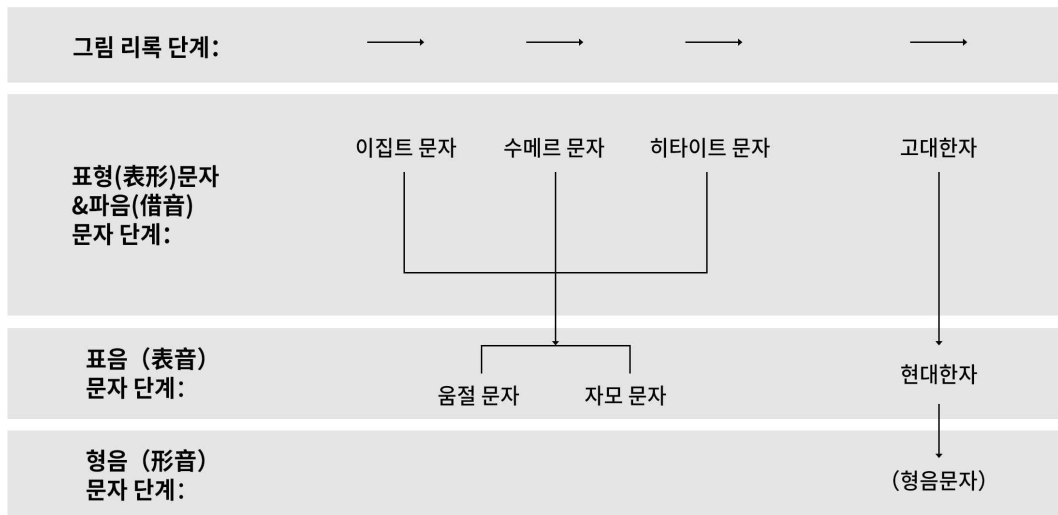 그림 리록 단계:
이집트 문자 수메르 문자 히타이트 문자 고대한자
표형(表形)문자
&파음(借音)
문자 단계:
표음（表音）
문자 단계:
현대한자
움절 문자 자모 문자
형음（形音）
문자 단계:
（형음문자）